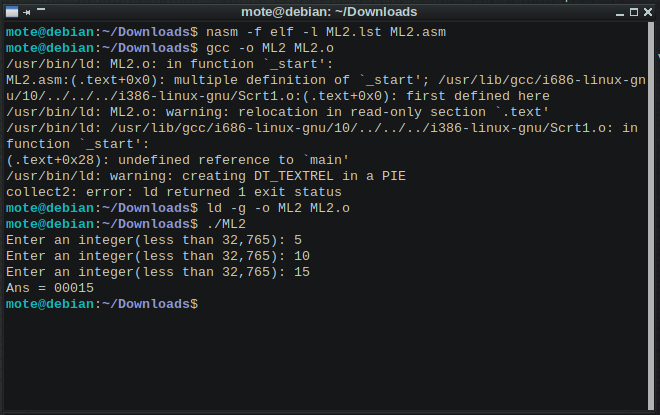 mote@debian: ~/Downloads
mote@debian:~/Downloads$ nasm -f elf -l ML2.lst ML2.asm
mote@debian:~/Downloads$ gcc -o ML2 ML2.o
/usr/bin/ld: ML2.o: in function `_start':
ML2.asm:(.text+0x0): multiple definition of `_start'; /usr/lib/gcc/i686-linux-gn
u/10/../../../i386-linux-gnu/Scrt1.o:(.text+0x0): first defined here
/usr/bin/ld: ML2.o: warning: relocation in read-only section `.text'
/usr/bin/ld: /usr/lib/gcc/i686-linux-gnu/10/../../../i386-linux-gnu/Scrt1.o: in
function `_start':
(.text+0x28): undefined reference to `main'
/usr/bin/ld: warning: creating DT_TEXTREL in a PIE
collect2: error: ld returned 1 exit status
mote@debian:~/Downloads$ ld -g -o ML2 ML2.o
mote@debian:~/Downloads$ ./ML2
Enter an integer(less than 32,765): 5
Enter an integer(less than 32,765): 10
Enter an integer(less than 32,765): 15
Ans = 00015
mote@debian:~/Downloads$